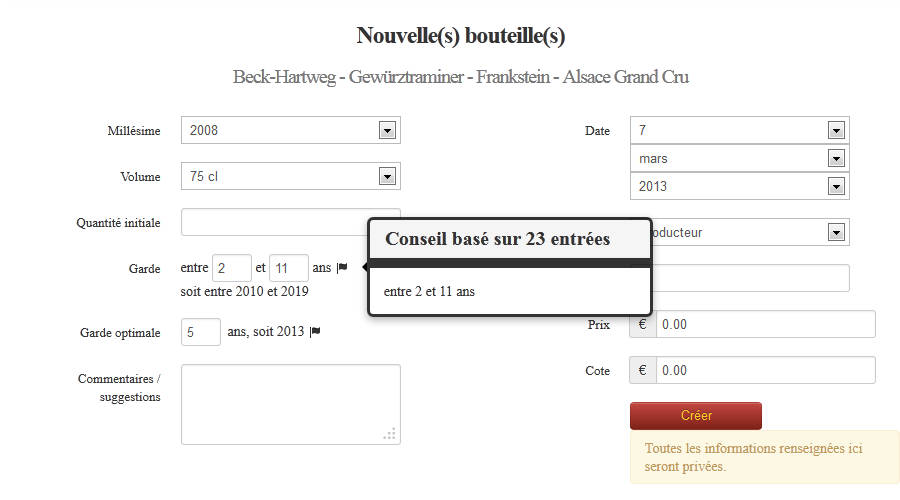 Nouvelle(s) bouteille(s)
Beck-Hartweg - Gewürztraminer - Frankstein - Alsace Grand Cru
Millésime 2008
Volume 75 cl
Quantité initiale
Garde entre 2 et 11 ans
soit entre 2010 et 2019
Garde optimale 5 ans, soit 2013
Commentaires /
suggestions
Conseil basé sur 23 entrées
entre 2 et 11 ans
Date 7
mars
2013
oducteur
Prix € 0.00
Cote € 0.00
Créer
Toutes les informations renseignées ici
seront privées.